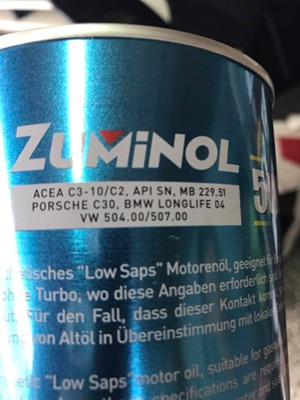 ZUMiNOL
ACEA C3-10/C2, API SN, MB 229.51
PORSCHE C30, BMW LONGLIFE 04
VW 504.00/507.00
"Low Saps" Motorenöl, geeignet für
Turbo, wo diese Angaben erforderlich sind.
Für den Fall, dass dieser Kontakt
von Altöl in Übereinstimmung mit
"Low Saps" motor oil, suitable for
specifications are